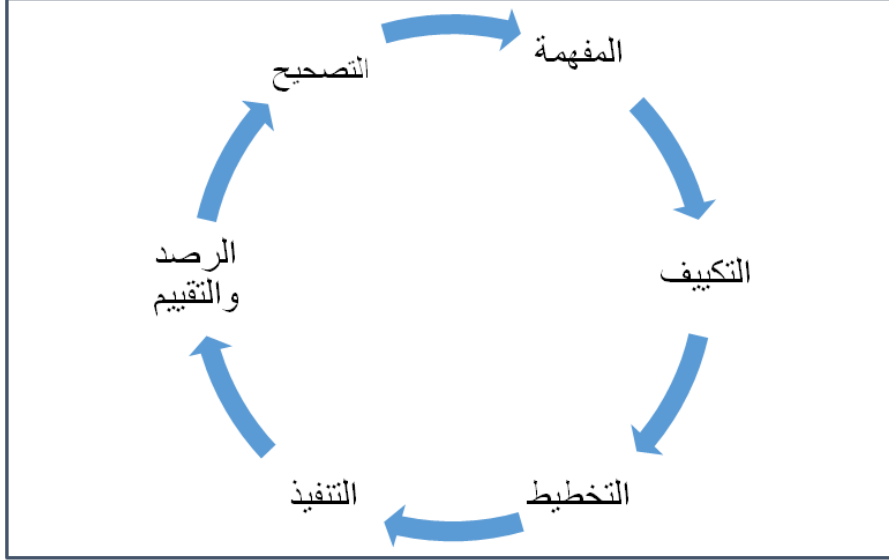 المفهمة
التكييف
التخطيط
التنفيذ
الرصد
والتقييم
التصحيح